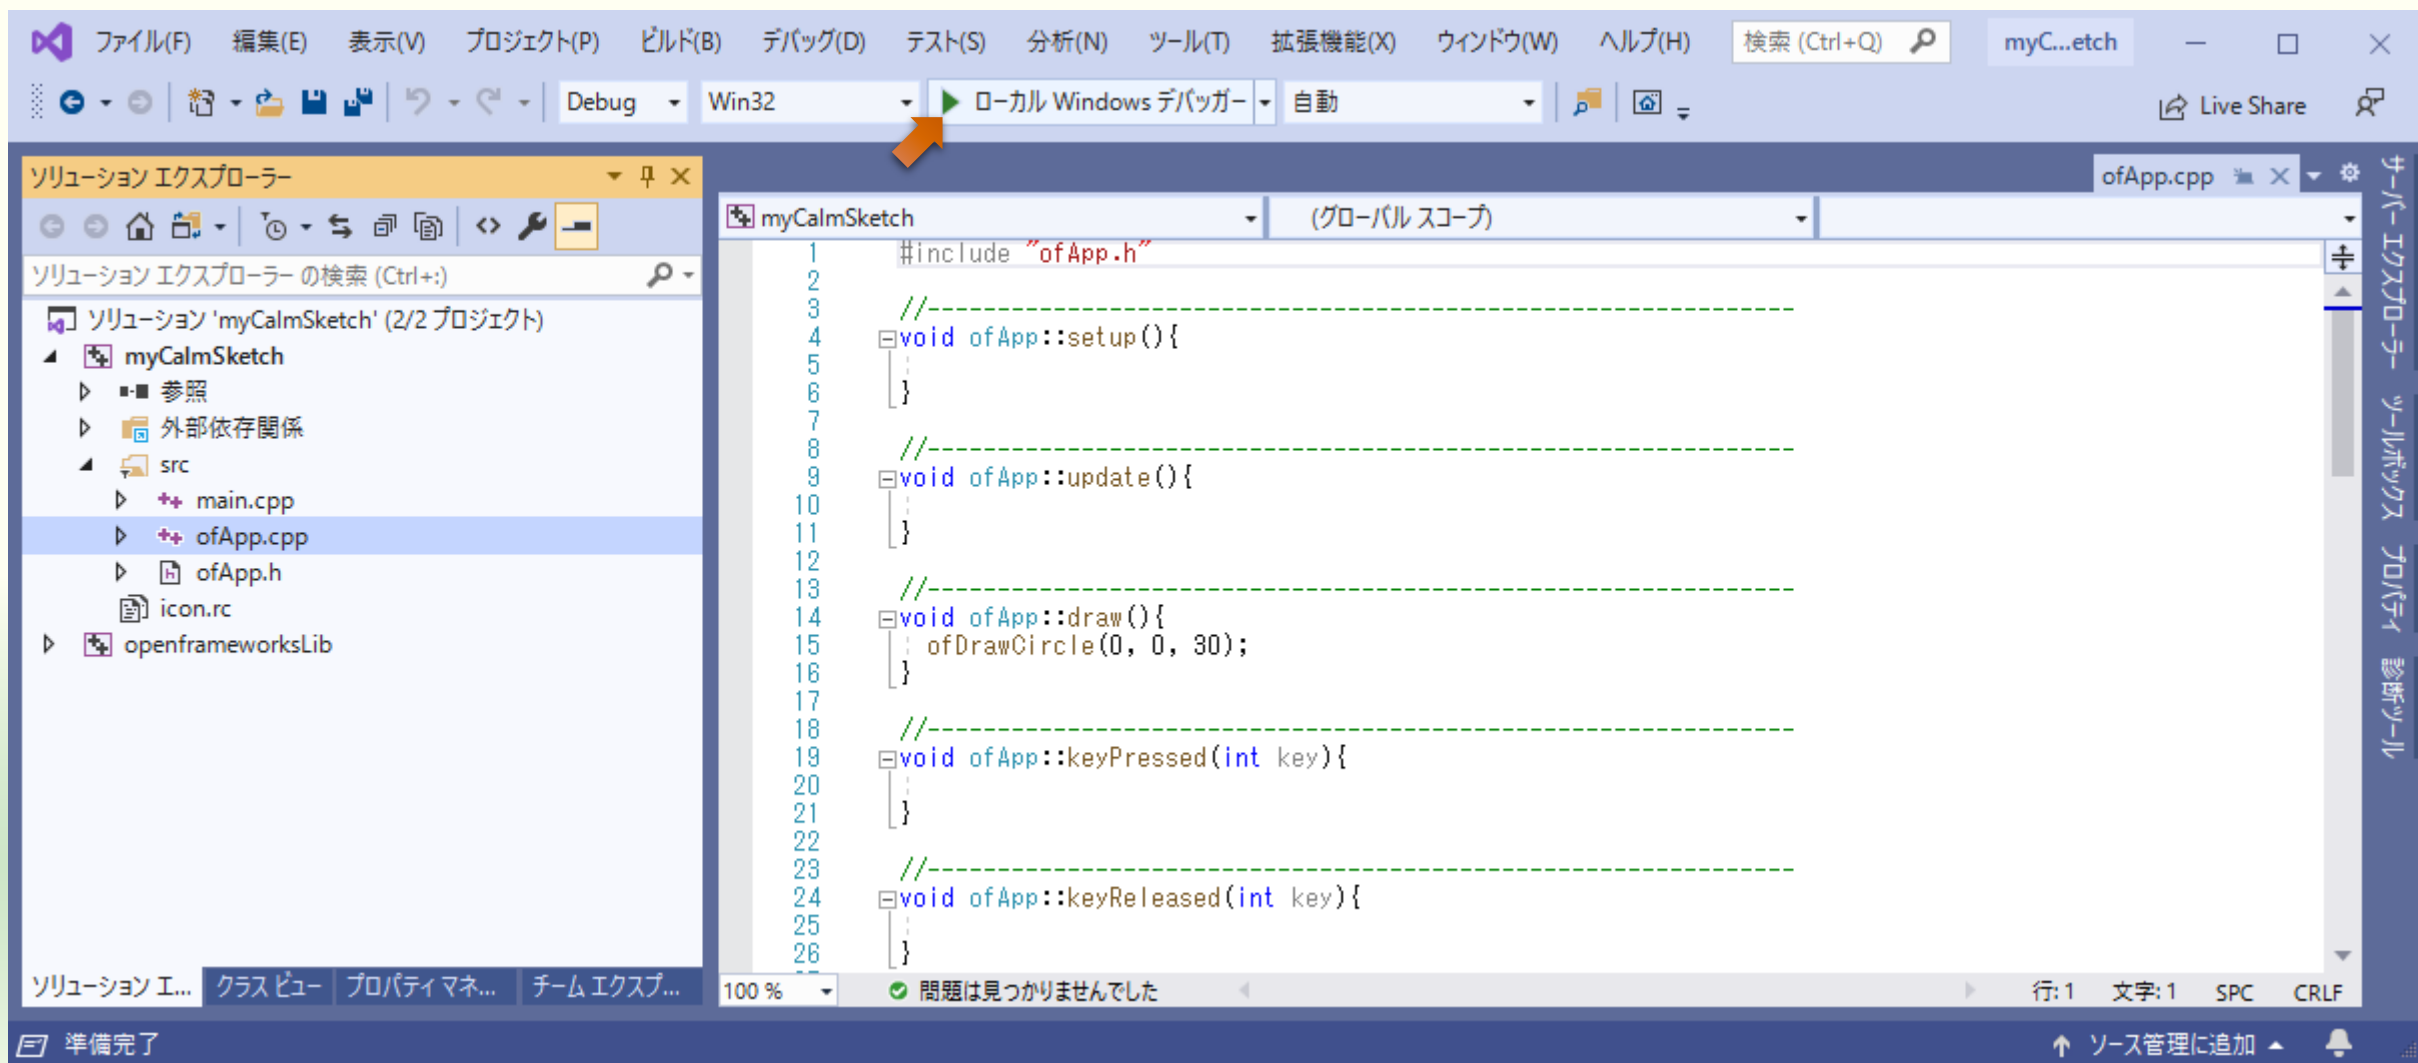 ファイル(F) 編集(E) 表示(V) プロジェクト(P) ビルド(B) デバッグ(D) テスト(S) 分析(N) ツール(T) 拡張機能(X) ウィンドウ(W) ヘルプ(H) 検索 (Ctrl+Q) myC...etch
Debug Win32 ローカル Windows デバッガー 自動 Live Share
ソリューション エクスプローラー
ソリューション エクスプローラー の検索 (Ctrl+:)
ソリューション 'myCalmSketch' (2/2 プロジェクト)
myCalmSketch
参照
外部依存関係
src
main.cpp
ofApp.cpp
ofApp.h
icon.rc
openframeworksLib
ソリューション エ... クラス ビュー プロパティ マネ... チーム エクスプ...
ofApp.cpp
myCalmSketch (グローバル スコープ)
1 #include "ofApp.h"
2
3 //--------------------------------------------------------------
4 void ofApp::setup(){
5
6 }
7
8 //--------------------------------------------------------------
9 void ofApp::update(){
10
11 }
12
13 //--------------------------------------------------------------
14 void ofApp::draw(){
15 ofDrawCircle(0, 0, 30);
16 }
17
18 //--------------------------------------------------------------
19 void ofApp::keyPressed(int key){
20
21 }
22
23 //--------------------------------------------------------------
24 void ofApp::keyReleased(int key){
25
26 }
100 % 問題は見つかりませんでした 行: 1 文字: 1 SPC CRLF
サーバー エクスプローラー
ツールボックス
プロパティ
診断ツール
準備完了 ソース管理に追加